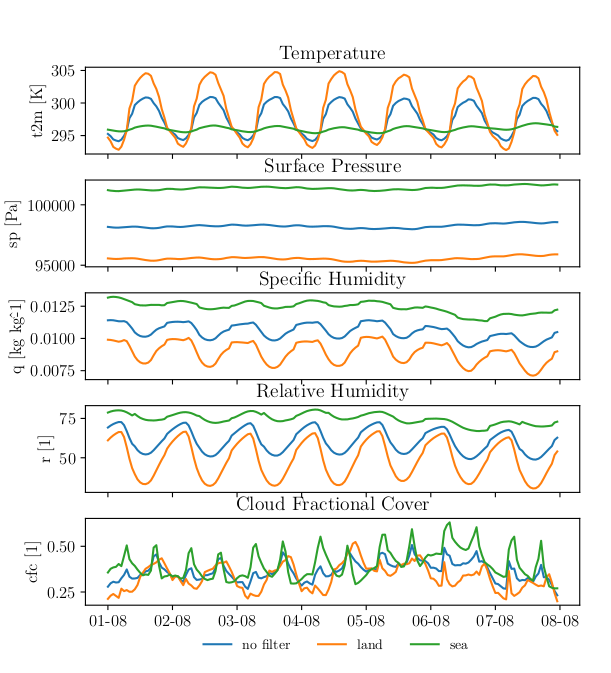 Temperature
305
300
295
t2m [K]
Surface Pressure
100000
95000
sp [Pa]
Specific Humidity
0.0125
0.0100
0.0075
q [kg kg-1]
Relative Humidity
75
50
r [1]
Cloud Fractional Cover
0.50
0.25
cfc [1]
01-08 02-08 03-08 04-08 05-08 06-08 07-08 08-08
no filter land sea